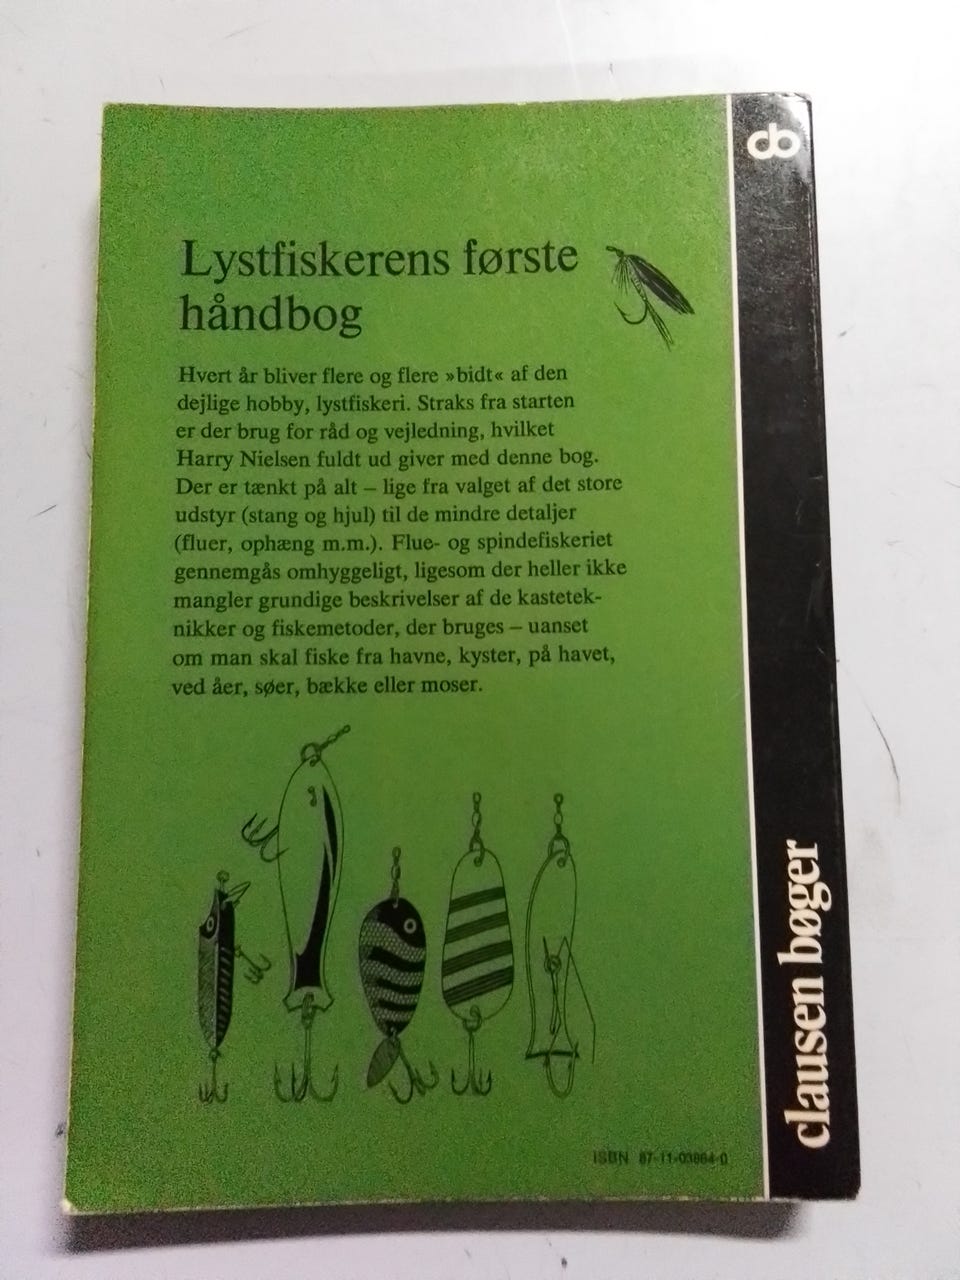 Lystfiskerens første
håndbog
Hvert år bliver flere og flere »bidt« af den
dejlige hobby, lystfiskeri. Straks fra starten
er der brug for råd og vejledning, hvilket
Harry Nielsen fuldt ud giver med denne bog.
Der er tænkt på alt – lige fra valget af det store
udstyr (stang og hjul) til de mindre detaljer
(fluer, ophæng m.m.). Flue- og spindefiskeriet
gennemgås omhyggeligt, ligesom der heller ikke
mangler grundige beskrivelser af de kastetek-
nikker og fiskemetoder, der bruges – uanset
om man skal fiske fra havne, kyster, på havet,
ved åer, søer, bække eller moser.
ISBN
cb
clausen bøger